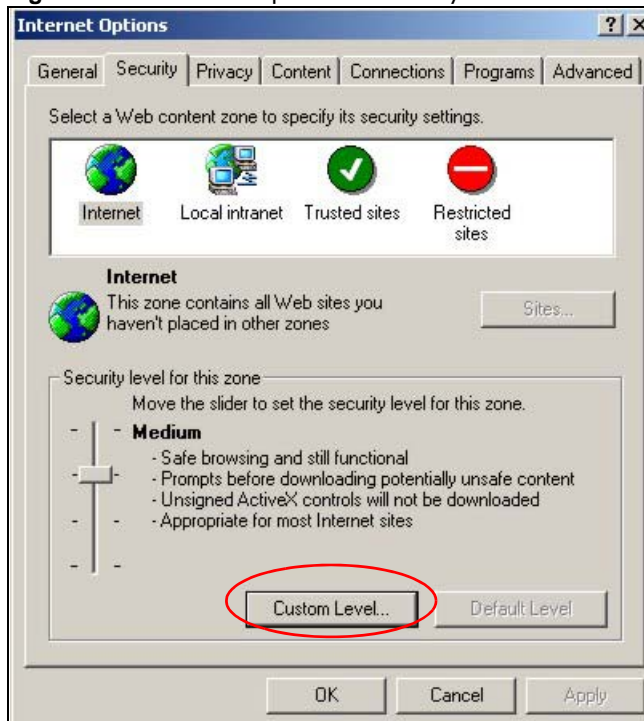 Internet Options
General Security Privacy Content Connections Programs Advanced
Select a Web content zone to specify its security settings.
Internet Local intranet Trusted sites Restricted
sites
Internet
This zone contains all Web sites you
haven't placed in other zones
Sites...
Security level for this zone
Move the slider to set the security level for this zone.
Medium
- Safe browsing and still functional
- Prompts before downloading potentially unsafe content
- Unsigned ActiveX controls will not be downloaded
- Appropriate for most Internet sites
Custom Level...
Default Level
OK Cancel Apply